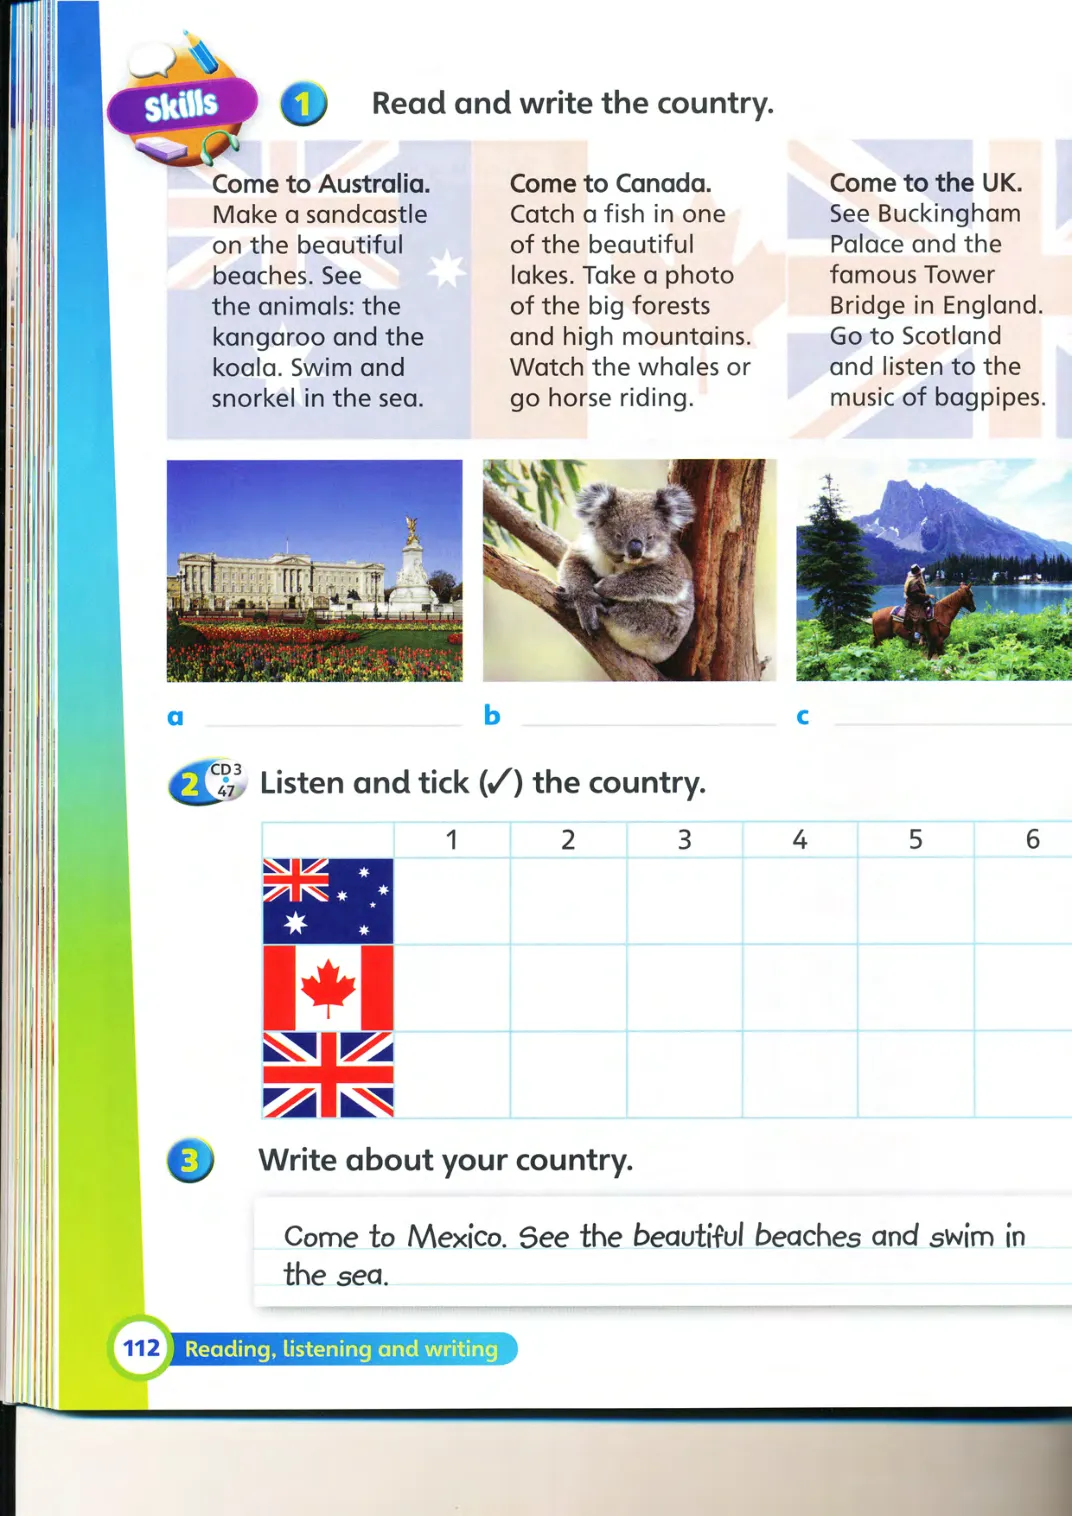 Skills
1 Read and write the country.
Come to Australia.
Make a sandcastle
on the beautiful
beaches. See
the animals: the
kangaroo and the
koala. Swim and
snorkel in the sea.
Come to Canada.
Catch a fish in one
of the beautiful
lakes. Take a photo
of the big forests
and high mountains.
Watch the whales or
go horse riding.
Come to the UK.
See Buckingham
Palace and the
famous Tower
Bridge in England.
Go to Scotland
and listen to the
music of bagpipes.
a
b
c
2 CD3 47 Listen and tick (✓) the country.
1 2 3 4 5 6
3 Write about your country.
Come to Mexico. See the beautiful beaches and swim in
the sea.
112 Reading, listening and writing